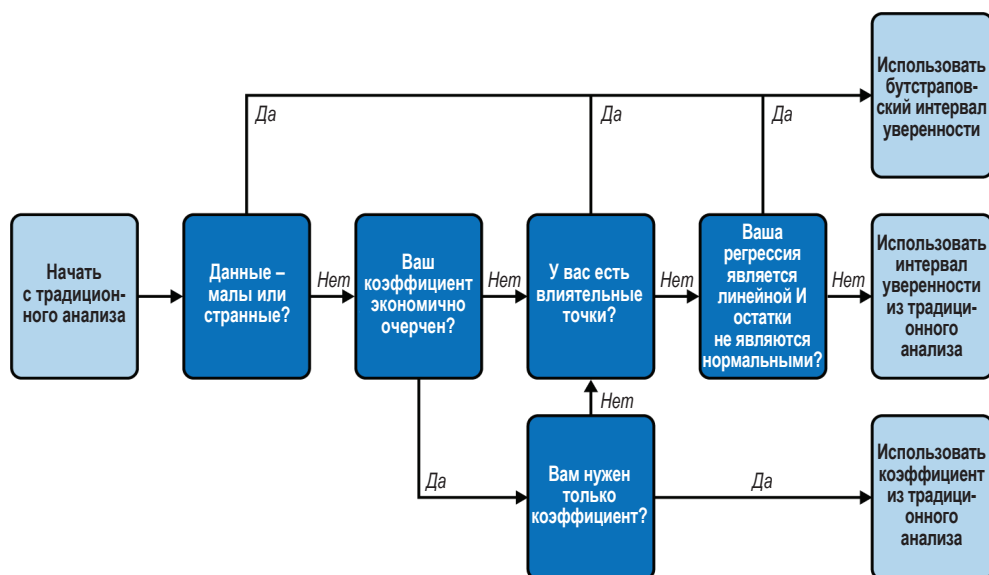 Использовать
бутстрапов-
ский интервал
уверенности
Да
Да
Да
Начать
с традицион-
ного анализа
Данные –
малы или
странные?
Нет
Ваш
коэффициент
экономично
очерчен?
Нет
У вас есть
влиятельные
точки?
Нет
Ваша
регрессия
является
линейной И
остатки
не являются
нормальными?
Нет
Использовать
интервал
уверенности
из традици-
онного
анализа
Нет
Да
Вам нужен
только
коэффициент?
Да
Использовать
коэффициент
из традици-
онного
анализа